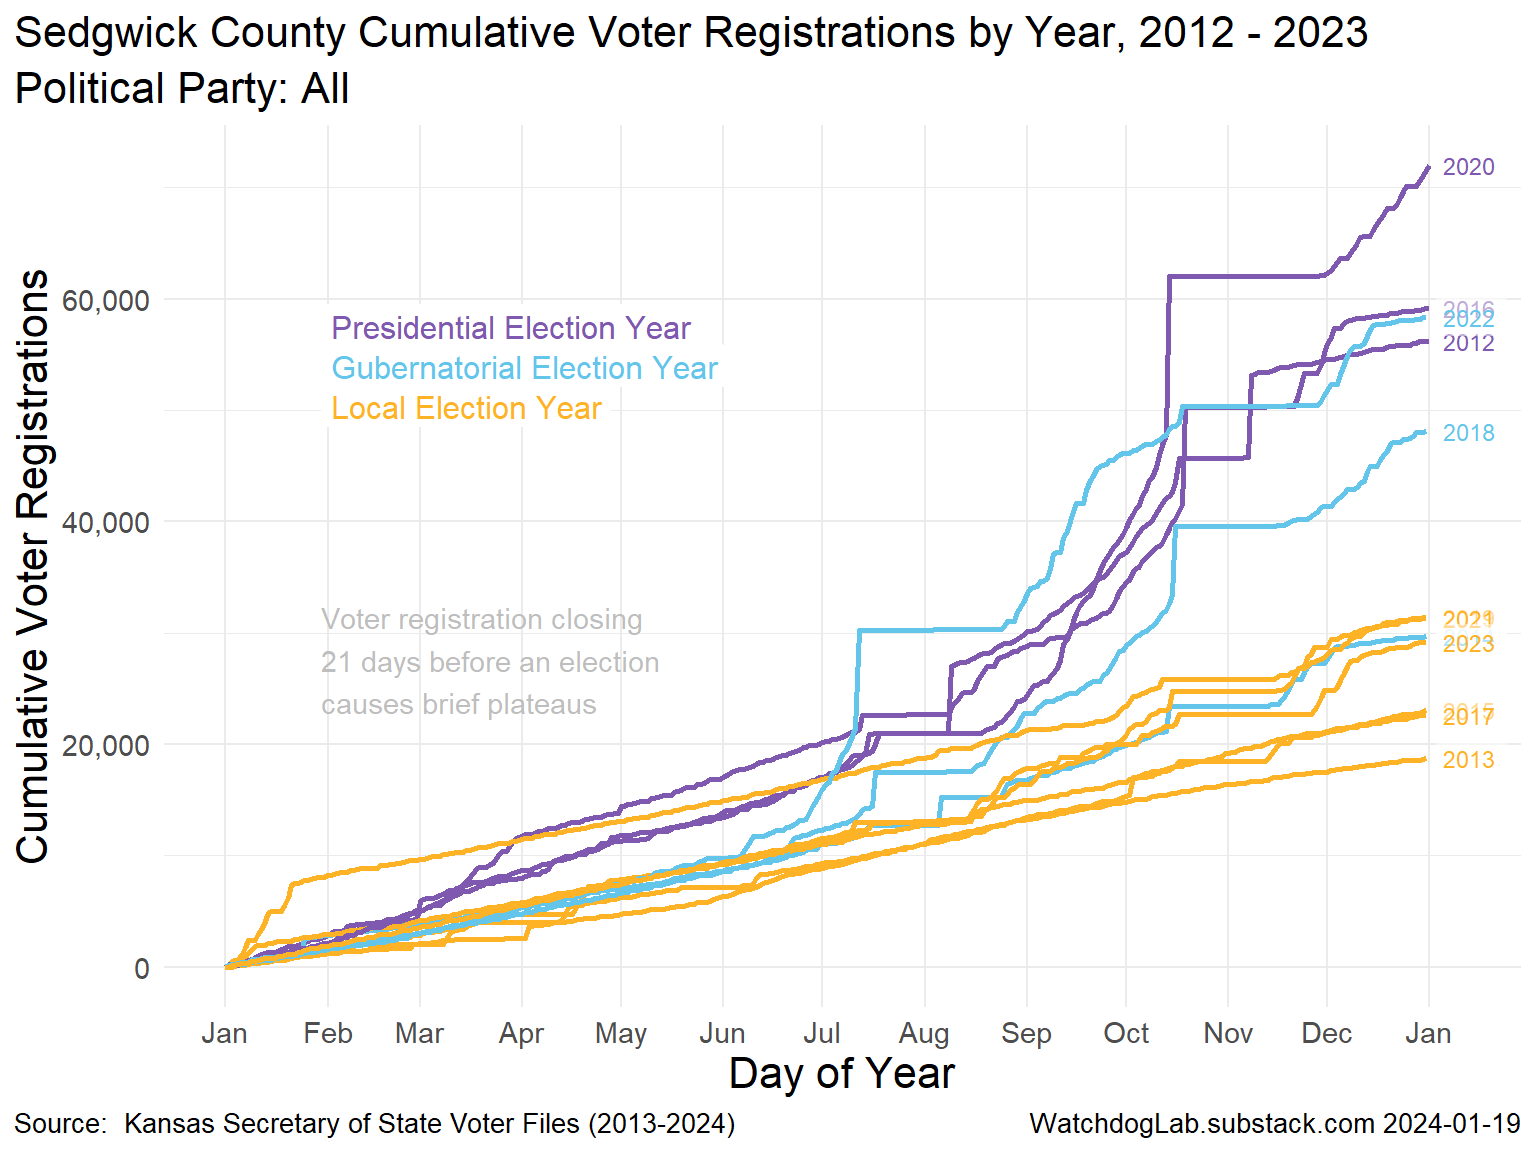 Sedgwick County Cumulative Voter Registrations by Year, 2012 - 2023
Political Party: All
Cumulative Voter Registrations
60,000
40,000
20,000
0
Presidential Election Year
Gubernatorial Election Year
Local Election Year
Voter registration closing
21 days before an election
causes brief plateaus
2020
2016
2022
2012
2018
2021
2023
2015
2017
2013
Jan Feb Mar Apr May Jun Jul Aug Sep Oct Nov Dec Jan
Day of Year
Source:  Kansas Secretary of State Voter Files (2013-2024)
WatchdogLab.substack.com 2024-01-19